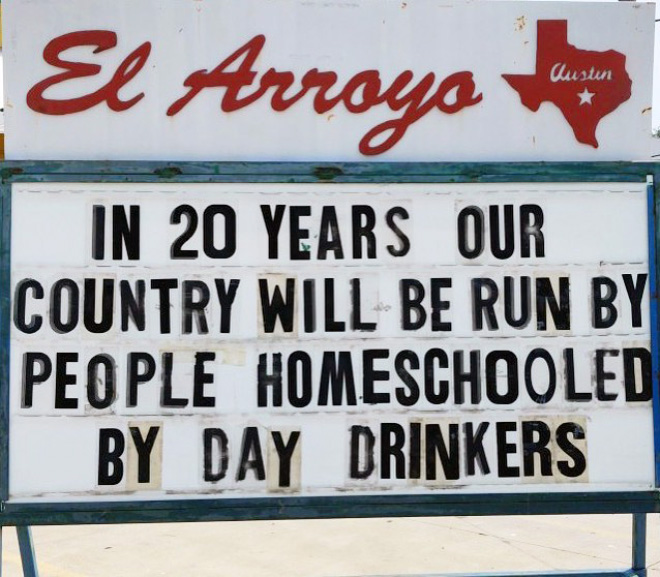 El Arroyo
Austin
IN 20 YEARS OUR
COUNTRY WILL BE RUN BY
PEOPLE HOMESCHOOLED
BY DAY DRINKERS